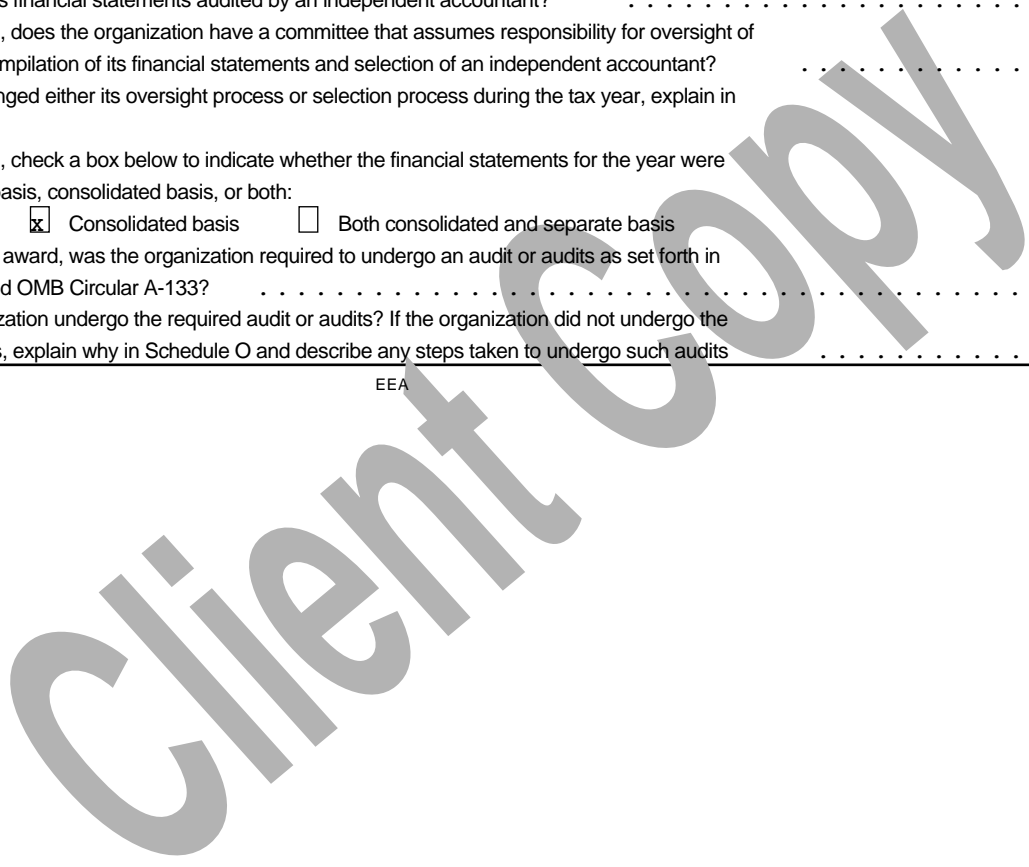 s financial statements audited by an independent accountant? . . . . . . . . . . . . . . . . . . . .
, does the organization have a committee that assumes responsibility for oversight of
mpilation of its financial statements and selection of an independent accountant? . . . . . . . . . . . .
nged either its oversight process or selection process during the tax year, explain in
, check a box below to indicate whether the financial statements for the year were
asis, consolidated basis, or both:
x Consolidated basis Both consolidated and separate basis
award, was the organization required to undergo an audit or audits as set forth in
d OMB Circular A-133? . . . . . . . . . . . . . . . . . . . . . . . . . . . . . . . . . . . . . . .
zation undergo the required audit or audits? If the organization did not undergo the
s, explain why in Schedule O and describe any steps taken to undergo such audits . . . . . . . . . . .
EEA
Client Copy